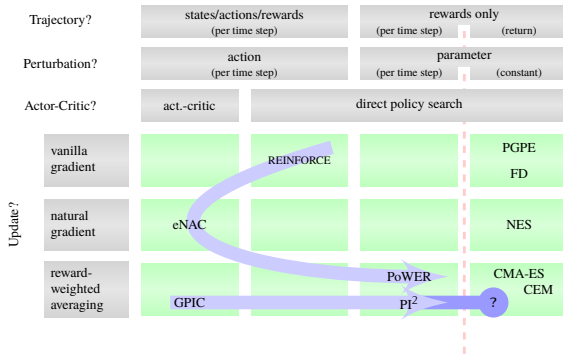 Trajectory?
states/actions/rewards
(per time step)
rewards only
(per time step)
(return)
Perturbation?
action
(per time step)
parameter
(per time step)
(constant)
Actor-Critic?
act.-critic
direct policy search
Update?
vanilla
gradient
REINFORCE
PGPE
FD
natural
gradient
eNAC
NES
reward-
weighted
averaging
PoWER
CMA-ES
CEM
GPIC
PI²
?